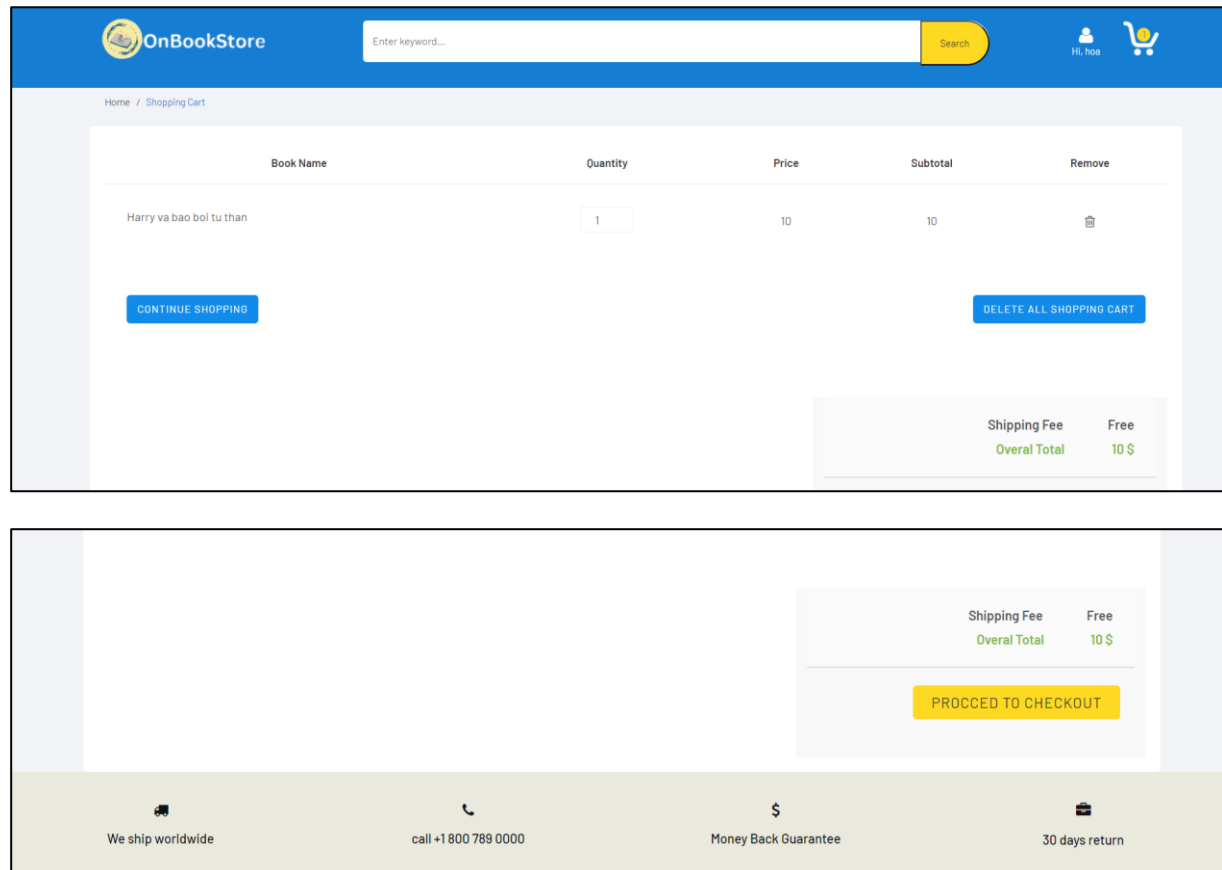 OnBookStore
Enter keyword...
Search
Hi, hoa
1
Home / Shopping Cart
Book Name Quantity Price Subtotal Remove
Harry va bao boi tu than 1 10 10
CONTINUE SHOPPING
DELETE ALL SHOPPING CART
Shipping Fee Free
Overal Total 10 $
Shipping Fee Free
Overal Total 10 $
PROCCED TO CHECKOUT
We ship worldwide
call +1 800 789 0000
Money Back Guarantee
30 days return